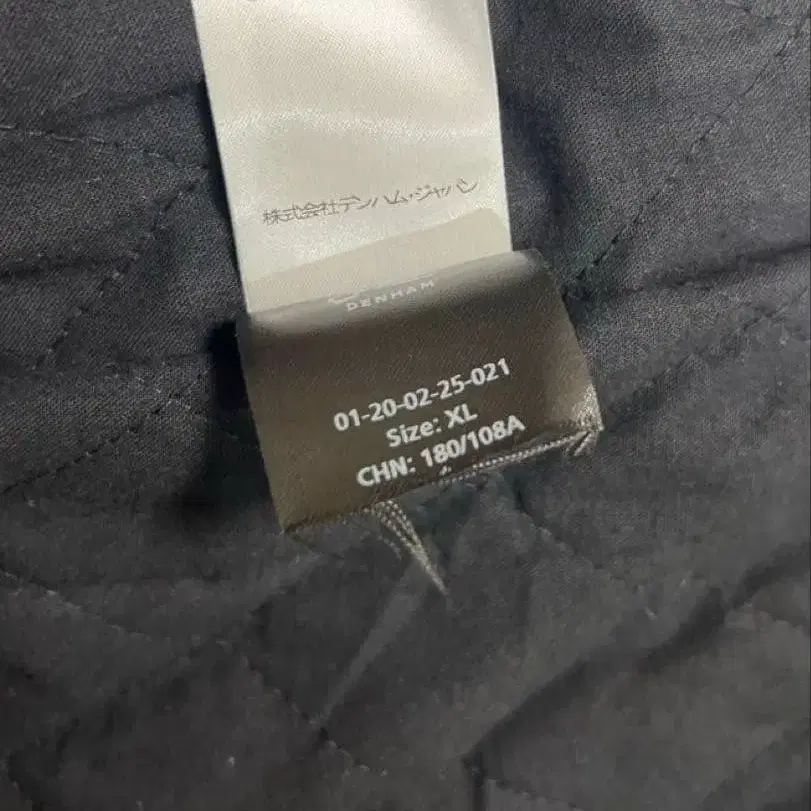 株式会社デンハム・ジャパン
DENHAM
01-20-02-25-021
Size: XL
CHN: 180/108A